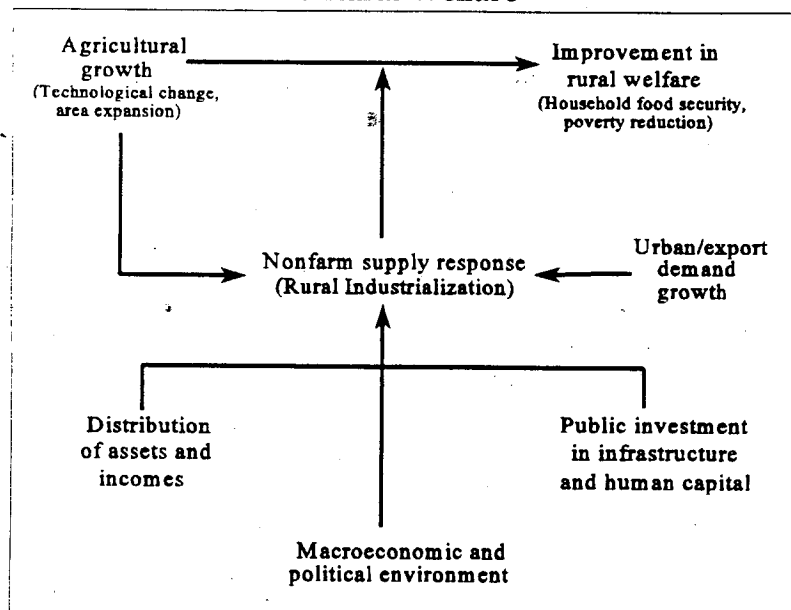 Agricultural
growth
(Technological change,
area expansion)
Improvement in
rural welfare
(Household food security,
poverty reduction)
Nonfarm supply response
(Rural Industrialization)
Urban/export
demand
growth
Distribution
of assets and
incomes
Public investment
in infrastructure
and human capital
Macroeconomic and
political environment